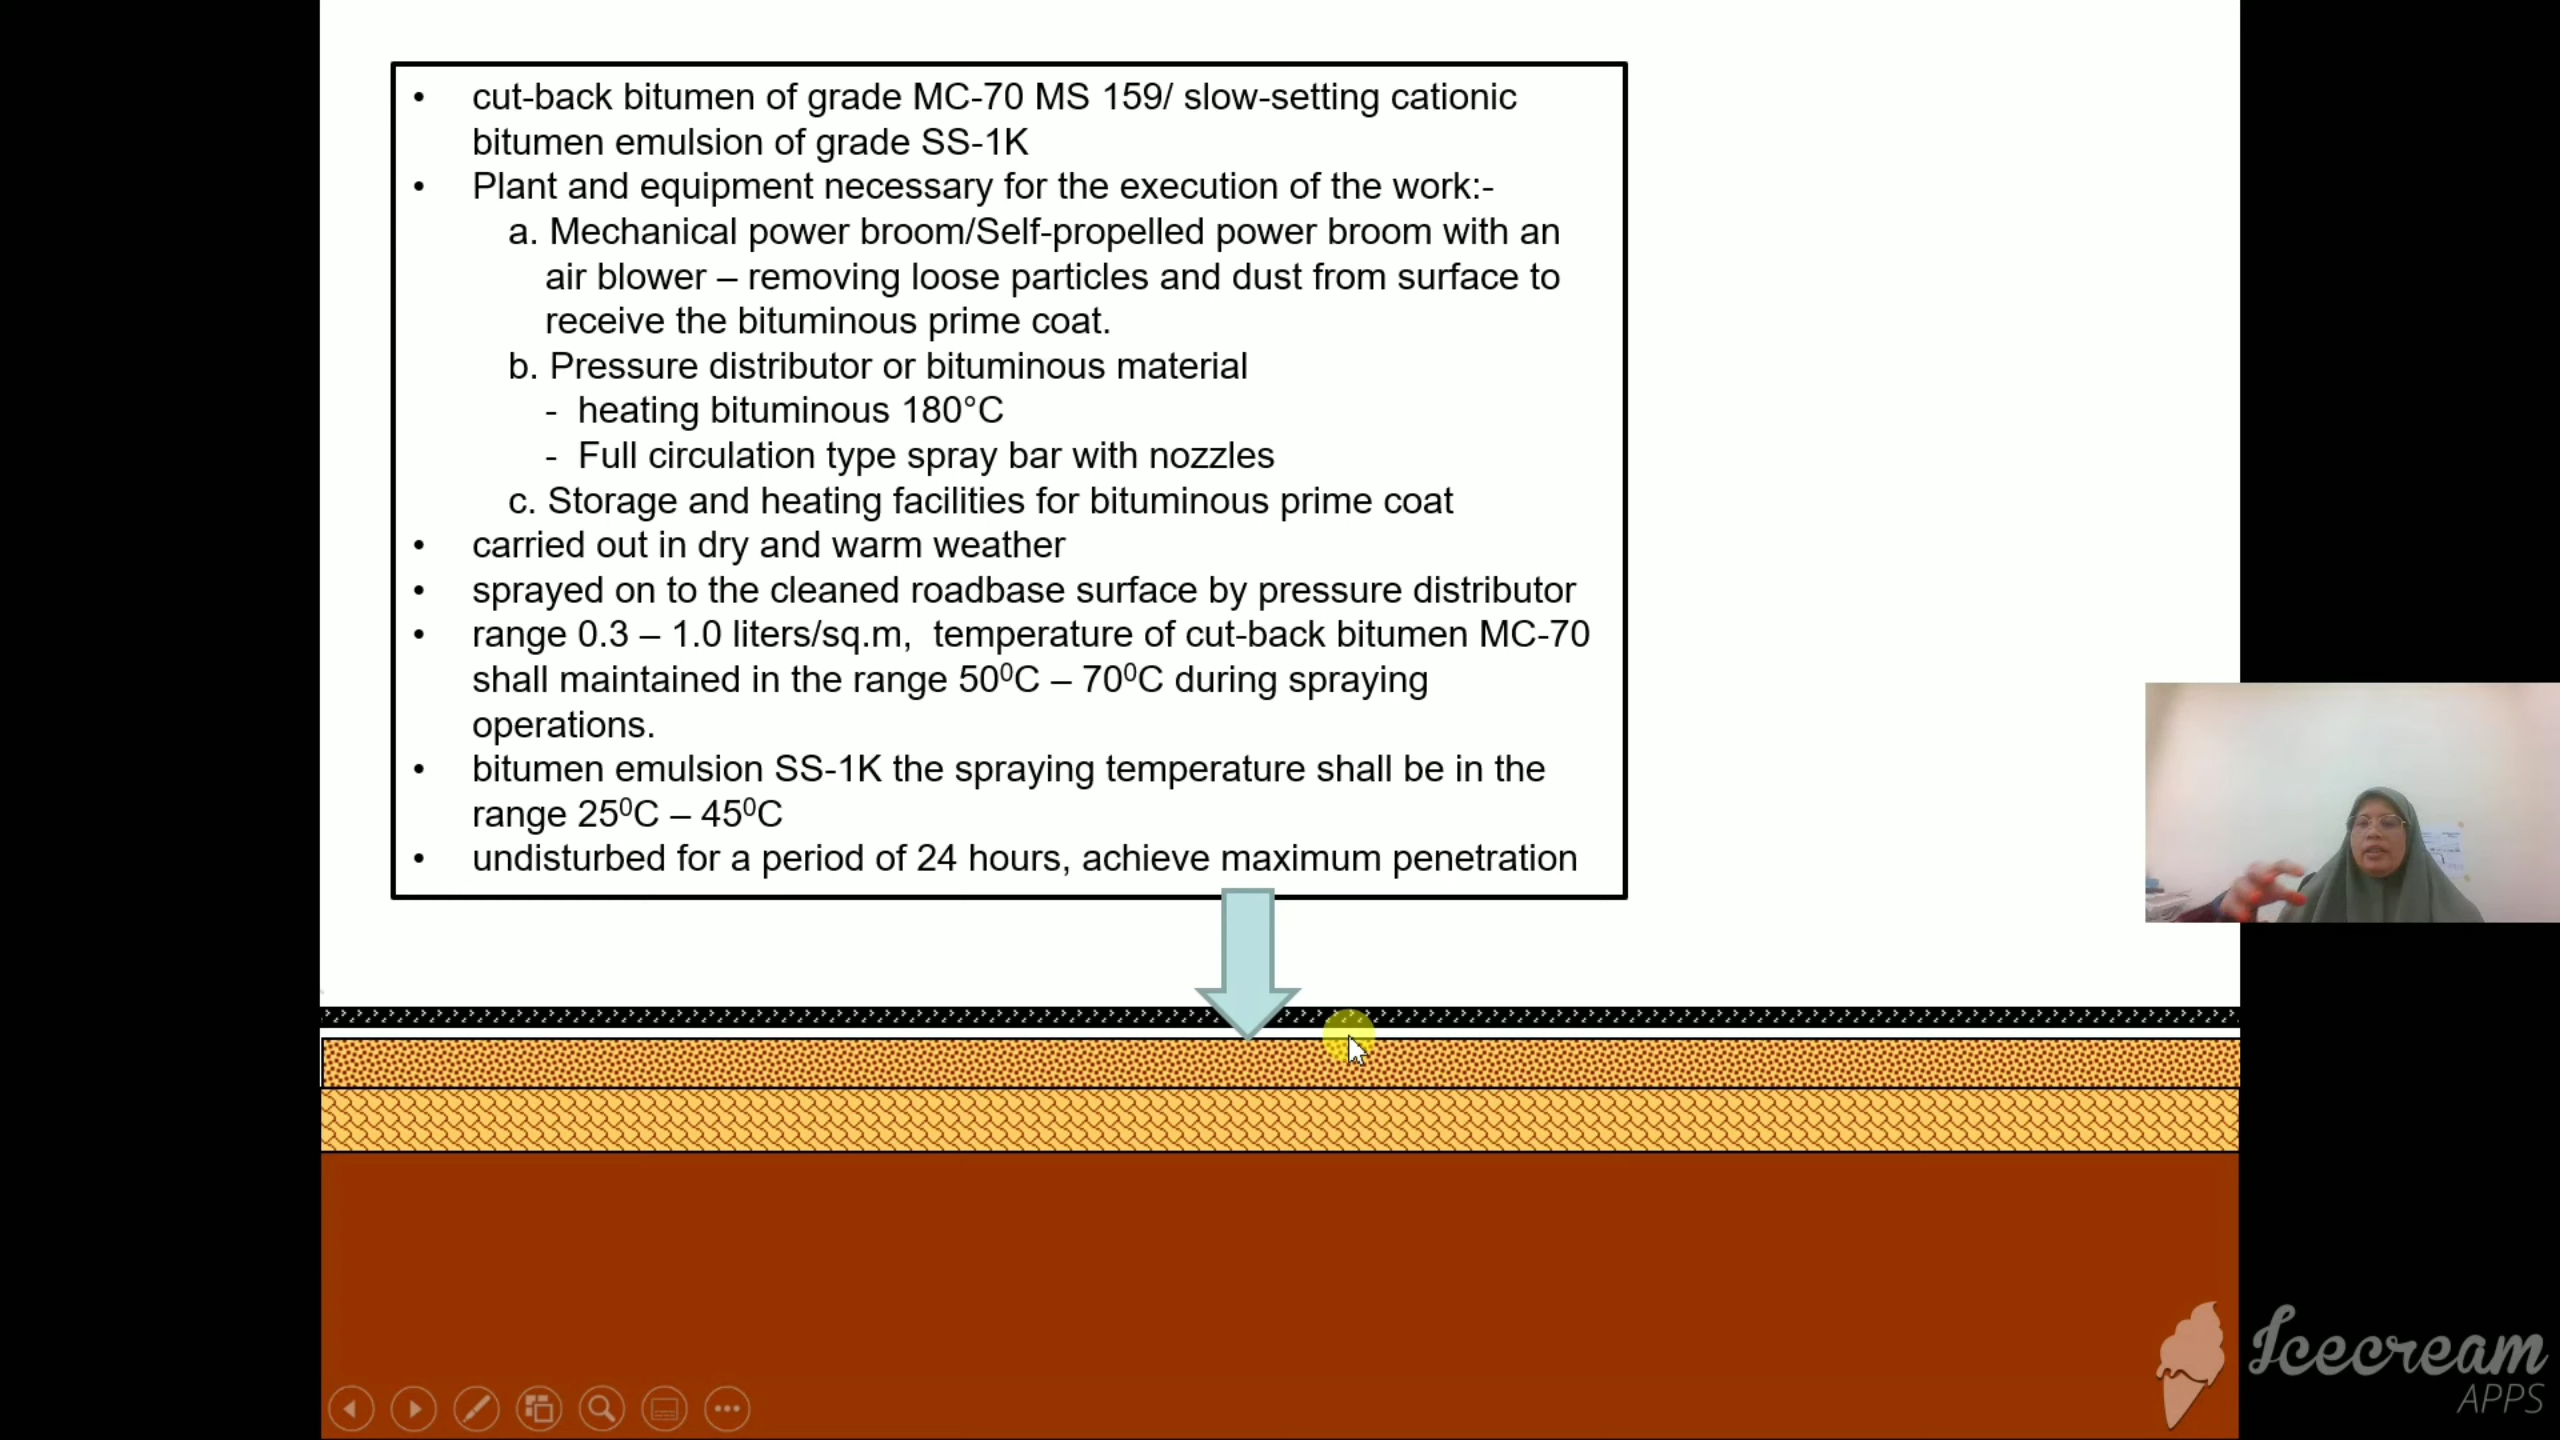 • cut-back bitumen of grade MC-70 MS 159/ slow-setting cationic
bitumen emulsion of grade SS-1K
• Plant and equipment necessary for the execution of the work:-
a. Mechanical power broom/Self-propelled power broom with an
air blower – removing loose particles and dust from surface to
receive the bituminous prime coat.
b. Pressure distributor or bituminous material
- heating bituminous 180°C
- Full circulation type spray bar with nozzles
c. Storage and heating facilities for bituminous prime coat
• carried out in dry and warm weather
• sprayed on to the cleaned roadbase surface by pressure distributor
• range 0.3 – 1.0 liters/sq.m, temperature of cut-back bitumen MC-70
shall maintained in the range 50⁰C – 70⁰C during spraying
operations.
• bitumen emulsion SS-1K the spraying temperature shall be in the
range 25⁰C – 45⁰C
• undisturbed for a period of 24 hours, achieve maximum penetration
Icecream
APPS